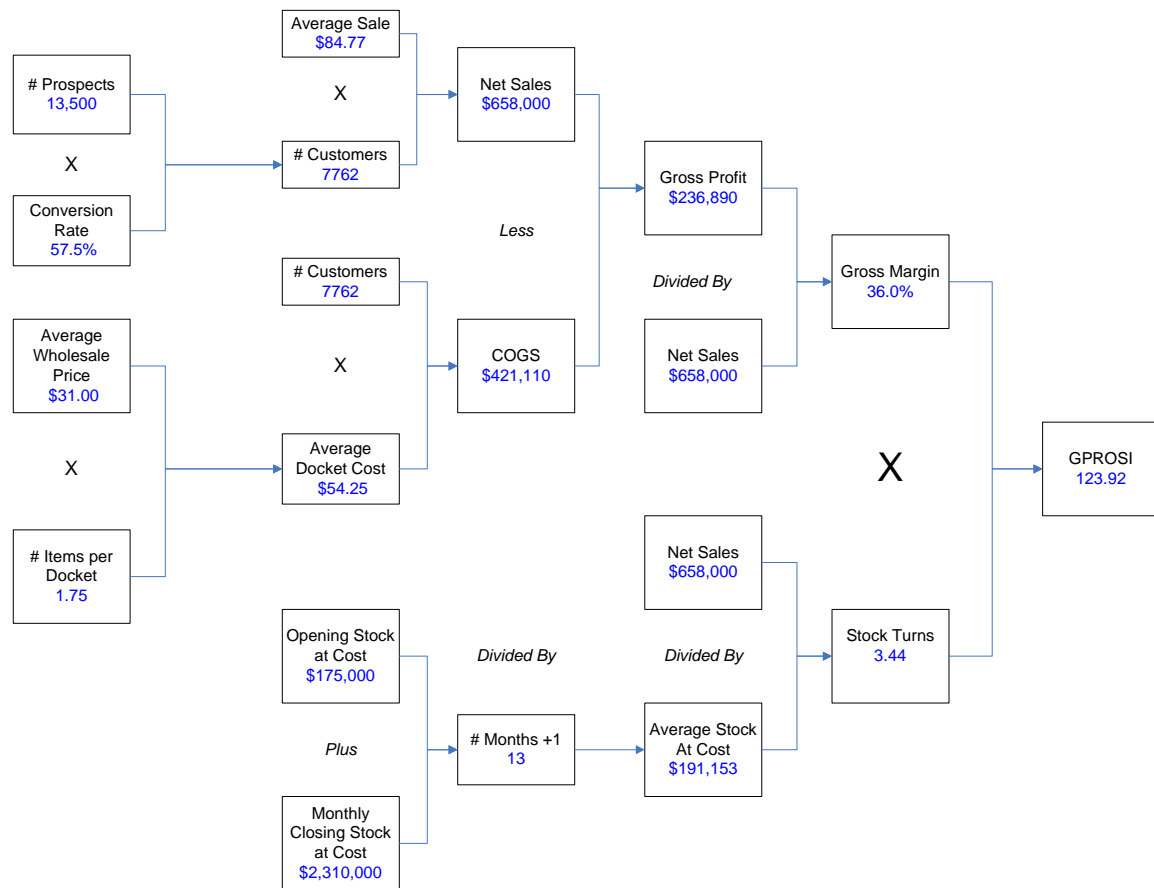 Average Sale
$84.77
# Prospects
13,500
X
Net Sales
$658,000
X
# Customers
7762
Gross Profit
$236,890
Conversion
Rate
57.5%
Less
# Customers
7762
Divided By
Gross Margin
36.0%
Average
Wholesale
Price
$31.00
X
COGS
$421,110
Net Sales
$658,000
X
Average
Docket Cost
$54.25
X
GPROSI
123.92
# Items per
Docket
1.75
Net Sales
$658,000
Opening Stock
at Cost
$175,000
Divided By
Divided By
Stock Turns
3.44
Plus
# Months +1
13
Average Stock
At Cost
$191,153
Monthly
Closing Stock
at Cost
$2,310,000